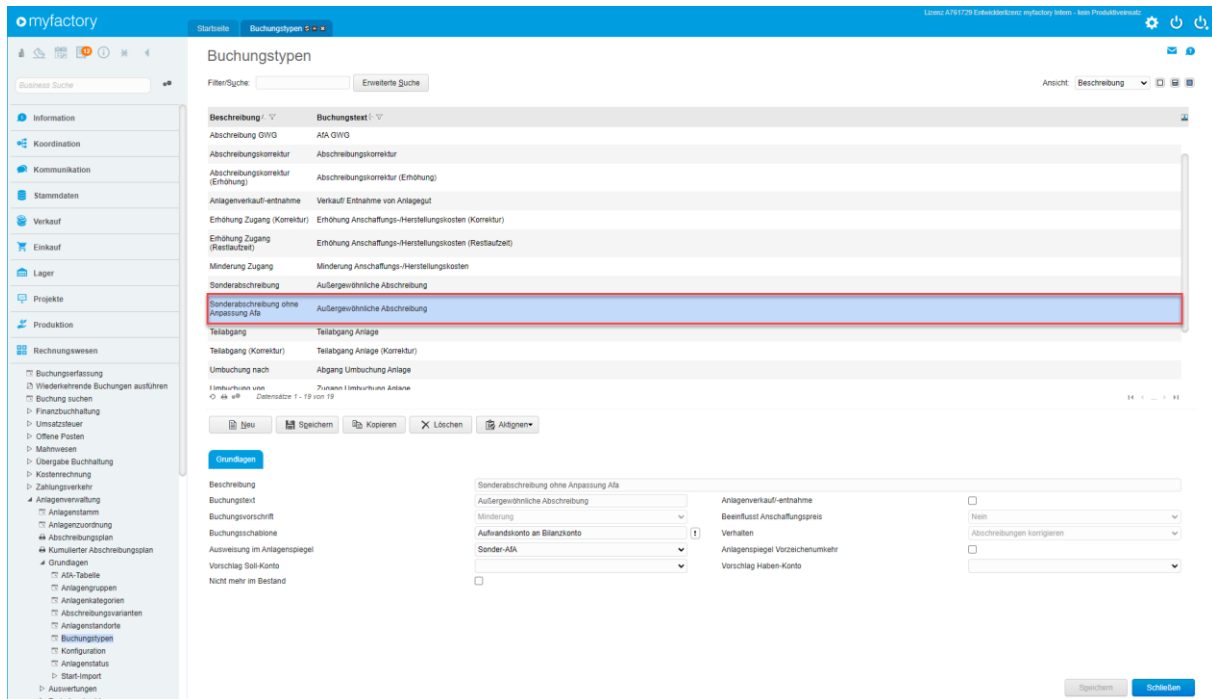 myfactory
Startseite
Buchungstypen
Lizenz A761729 Entwicklerlizenz myfactory Intern - kein Produktiveinsatz
12
Business Suche
Information
Koordination
Kommunikation
Stammdaten
Verkauf
Einkauf
Lager
Projekte
Produktion
Rechnungswesen
Buchungserfassung
Wiederkehrende Buchungen ausführen
Buchung suchen
Finanzbuchhaltung
Umsatzsteuer
Offene Posten
Mahnwesen
Übergabe Buchhaltung
Kostenrechnung
Zahlungsverkehr
Anlagenverwaltung
Anlagenstamm
Anlagenzuordnung
Abschreibungsplan
Kumulierter Abschreibungsplan
Grundlagen
AfA-Tabelle
Anlagengruppen
Anlagenkategorien
Abschreibungsvarianten
Anlagenstandorte
Buchungstypen
Konfiguration
Anlagenstatus
Start-Import
Auswertungen
Buchungstypen
Filter/Suche:
Erweiterte Suche
Ansicht: Beschreibung
Beschreibung Buchungstext
Abschreibung GWG AfA GWG
Abschreibungskorrektur Abschreibungskorrektur
Abschreibungskorrektur
(Erhöhung) Abschreibungskorrektur (Erhöhung)
Anlagenverkauf/-entnahme Verkauf/ Entnahme von Anlagegut
Erhöhung Zugang (Korrektur) Erhöhung Anschaffungs-/Herstellungskosten (Korrektur)
Erhöhung Zugang
(Restlaufzeit) Erhöhung Anschaffungs-/Herstellungskosten (Restlaufzeit)
Minderung Zugang Minderung Anschaffungs-/Herstellungskosten
Sonderabschreibung Außergewöhnliche Abschreibung
Sonderabschreibung ohne
Anpassung Afa Außergewöhnliche Abschreibung
Teilabgang Teilabgang Anlage
Teilabgang (Korrektur) Teilabgang Anlage (Korrektur)
Umbuchung nach Abgang Umbuchung Anlage
Umbuchung von Zugang Umbuchung Anlage
Datensätze 1 - 19 von 19
Neu Speichern Kopieren Löschen Aktionen
Grundlagen
Beschreibung Sonderabschreibung ohne Anpassung Afa
Buchungstext Außergewöhnliche Abschreibung Anlagenverkauf/-entnahme
Buchungsvorschrift Minderung Beeinflusst Anschaffungspreis Nein
Buchungsschablone Aufwandskonto an Bilanzkonto Verhalten Abschreibungen korrigieren
Ausweisung im Anlagenspiegel Sonder-AfA Anlagenspiegel Vorzeichenumkehr
Vorschlag Soll-Konto Vorschlag Haben-Konto
Nicht mehr im Bestand
Speichern Schließen